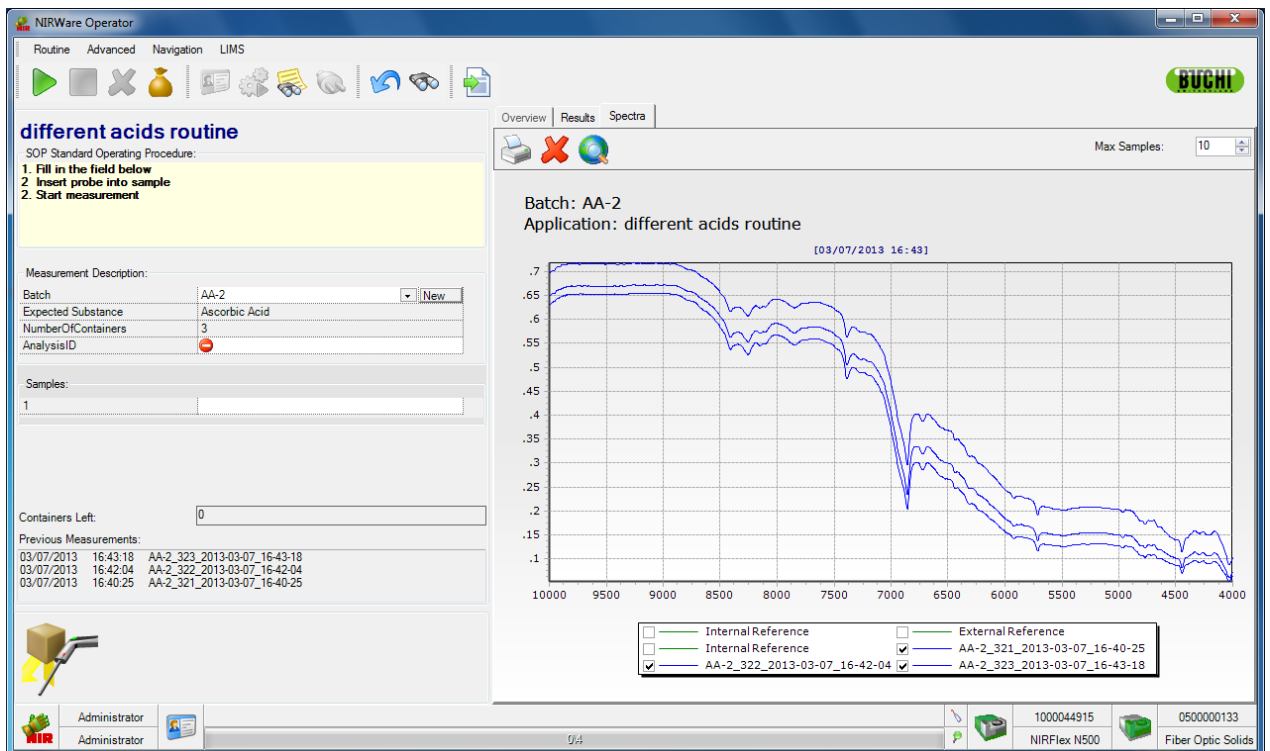 NIRWare Operator
Routine Advanced Navigation LIMS
BUCHI
different acids routine
SOP Standard Operating Procedure:
1. Fill in the field below
2 Insert probe into sample
2. Start measurement
Measurement Description:
Batch AA-2 New
Expected Substance Ascorbic Acid
NumberOfContainers 3
AnalysisID
Samples:
1
Containers Left: 0
Previous Measurements:
03/07/2013 16:43:18 AA-2_323_2013-03-07_16-43-18
03/07/2013 16:42:04 AA-2_322_2013-03-07_16-42-04
03/07/2013 16:40:25 AA-2_321_2013-03-07_16-40-25
Overview Results Spectra
Max Samples: 10
Batch: AA-2
Application: different acids routine
[03/07/2013 16:43]
.7
.65
.6
.55
.5
.45
.4
.35
.3
.25
.2
.15
.1
10000 9500 9000 8500 8000 7500 7000 6500 6000 5500 5000 4500 4000
Internal Reference External Reference
Internal Reference AA-2_321_2013-03-07_16-40-25
AA-2_322_2013-03-07_16-42-04 AA-2_323_2013-03-07_16-43-18
NIR
Administrator
Administrator
0/4
1000044915
NIRFlex N500
0500000133
Fiber Optic Solids